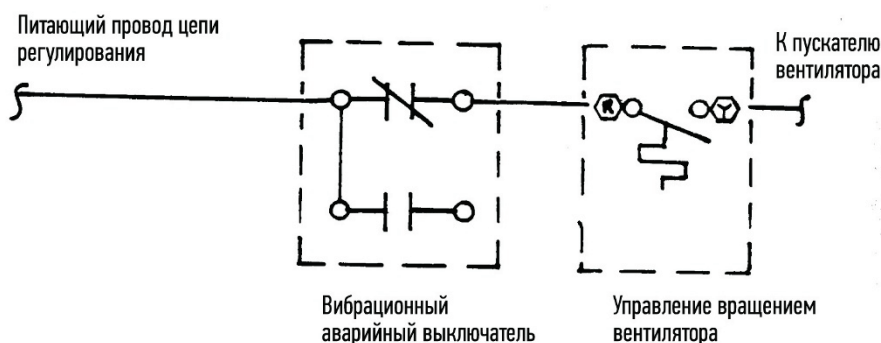 Питающий провод цепи
регулирования
К пускателю
вентилятора
R
Y
Вибрационный
аварийный выключатель
Управление вращением
вентилятора